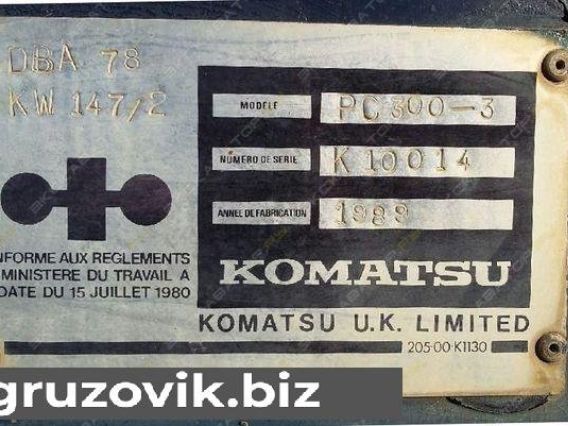 DBA 78
KW 147/2
MODELE PC300-3
NUMERO DE SERIE K10014
ANNEE DE FABRICATION 1989
NFORME AUX REGLEMENTS
MINISTERE DU TRAVAIL A
DATE DU 15 JUILLET 1980
KOMATSU
KOMATSU U.K. LIMITED
205-00-K1130
gruzovik.biz